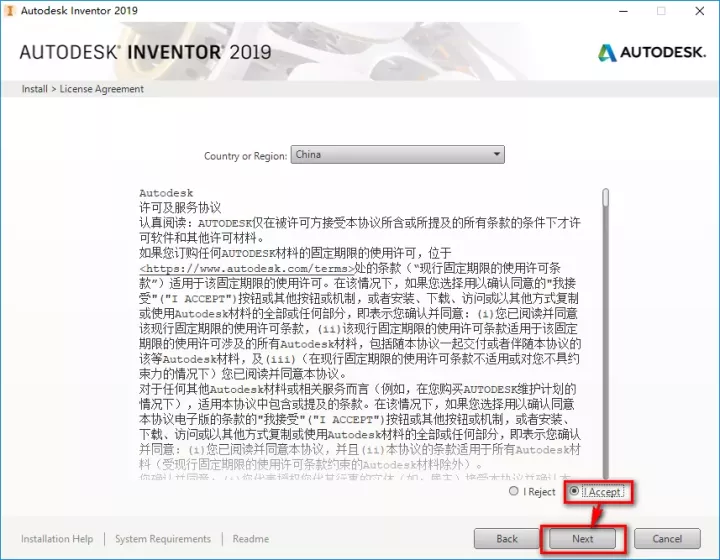 Autodesk Inventor 2019
AUTODESK® INVENTOR® 2019
AUTODESK®
Install > License Agreement
Country or Region: China
Autodesk
许可及服务协议
认真阅读：AUTODESK仅在被许可方接受本协议所含或所提及的所有条款的条件下才许
可软件和其他许可材料。
如果您订购任何AUTODESK材料的固定期限的使用许可，位于
<https://www.autodesk.com/terms>处的条款（“现行固定期限的使用许可条
款”）适用于该固定期限的使用许可。在该情况下，如果您选择用以确认同意的"我接
受"("I ACCEPT")按钮或其他按钮或机制，或者安装、下载、访问或以其他方式复制
或使用Autodesk材料的全部或任何部分，即表示您确认并同意：(i)您已阅读并同意
该现行固定期限的使用许可条款，(ii)该现行固定期限的使用许可条款适用于该固定
期限的使用许可涉及的所有Autodesk材料，包括随本协议一起交付或者伴随本协议的
该等Autodesk材料，及(iii)（在现行固定期限的使用许可条款不适用或对您不具约
束力的情况下）您已阅读并同意本协议。
对于任何其他Autodesk材料或相关服务而言（例如，在您购买AUTODESK维护计划的
情况下），适用本协议中包含或提及的条款。在该情况下，如果您选择用以确认同意
本协议电子版的条款的"我接受"("I ACCEPT")按钮或其他按钮或机制，或者安装、
下载、访问或以其他方式复制或使用Autodesk材料的全部或任何部分，即表示您确认
并同意：(i)您已阅读并同意本协议，并且(ii)本协议的条款适用于所有Autodesk材
料（受现行固定期限的使用许可条款约束的Autodesk材料除外）。
I Reject I Accept
Installation Help System Requirements Readme Back Next Cancel